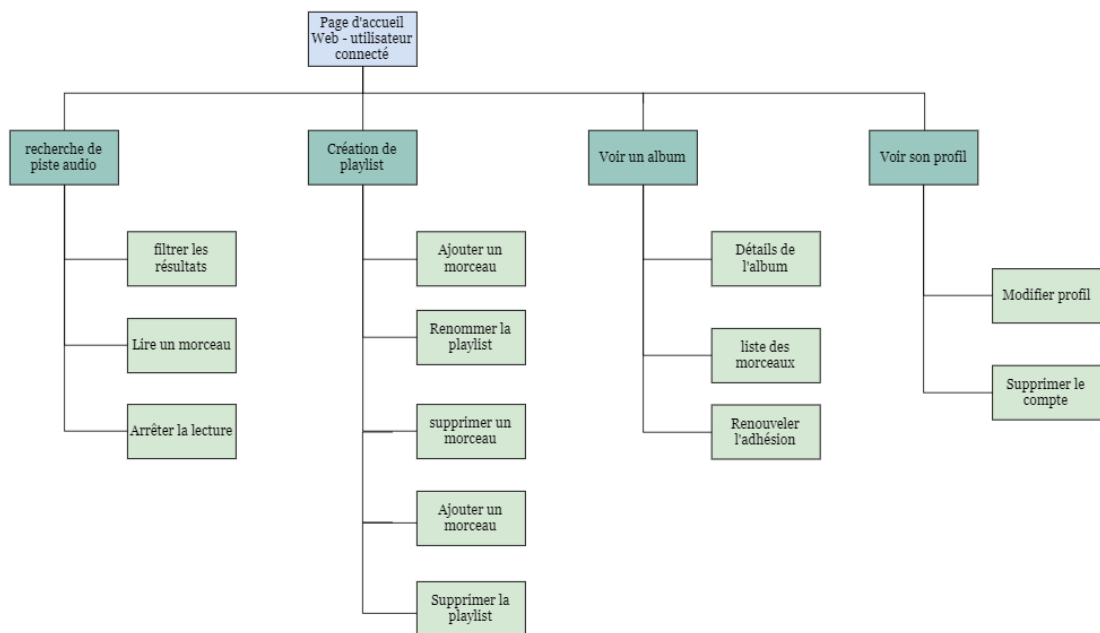 Page d'accueil
Web - utilisateur
connecté
recherche de
piste audio
Création de
playlist
Voir un album
Voir son profil
filtrer les
résultats
Lire un morceau
Arrêter la lecture
Ajouter un
morceau
Renommer la
playlist
supprimer un
morceau
Ajouter un
morceau
Supprimer la
playlist
Détails de
l'album
liste des
morceaux
Renouveler
l'adhésion
Modifier profil
Supprimer le
compte